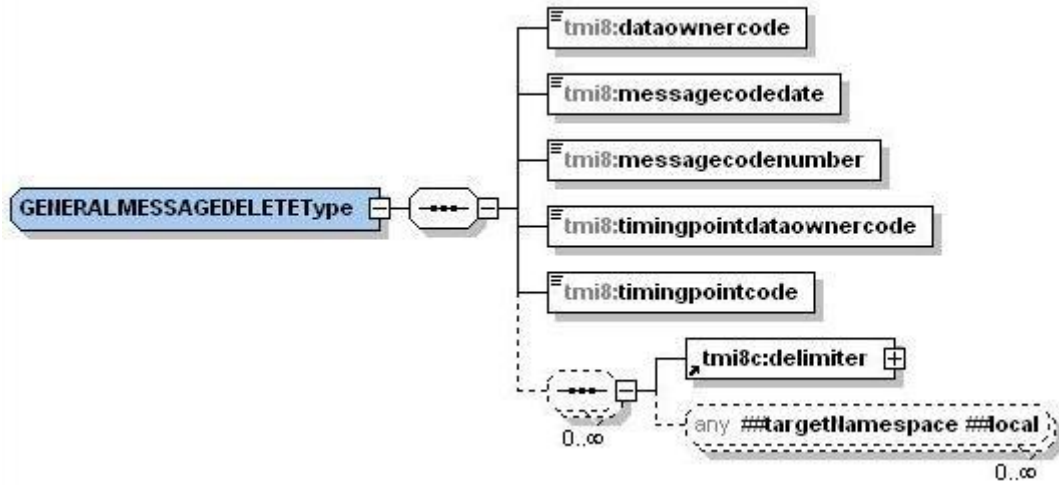 tmi8:dataownercode
tmi8:messagecodedate
tmi8:messagecodenumber
GENERALMESSAGEDELETEType
tmi8:timingpointdataownercode
tmi8:timingpointcode
tmi8c:delimiter
any ##targetNamespace ##local
0..∞
0..∞